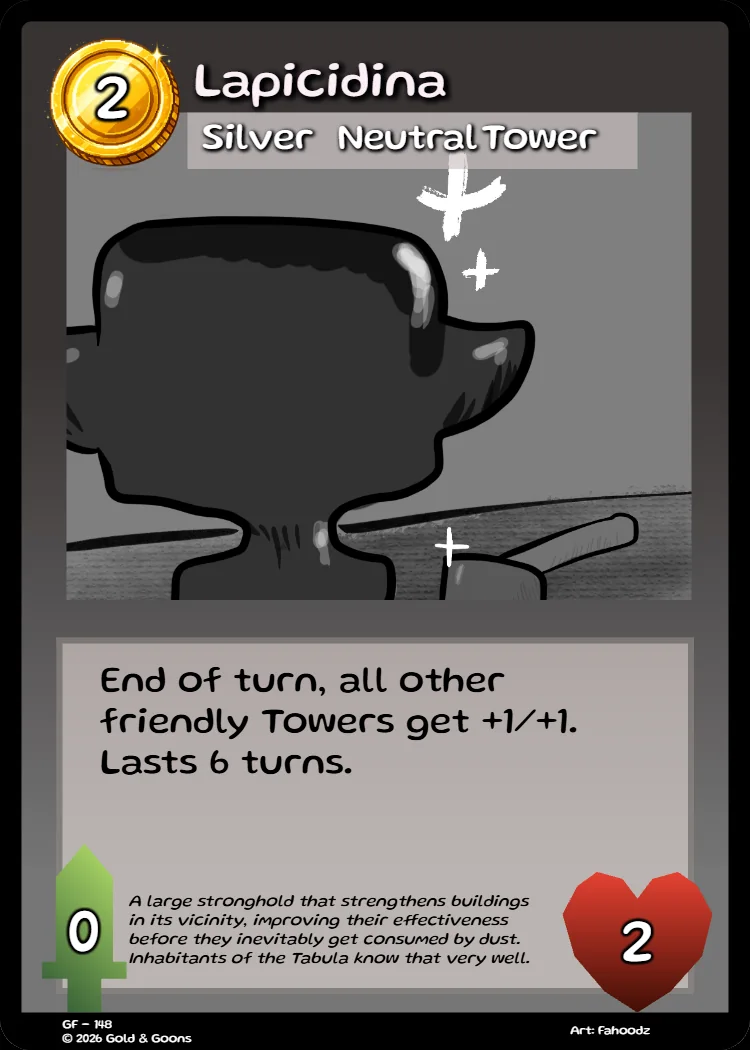 2
Lapicidina
Silver Neutral Tower
End of turn, all other
friendly Towers get +1/+1.
Lasts 6 turns.
0
A large stronghold that strengthens buildings
in its vicinity, improving their effectiveness
before they inevitably get consumed by dust.
Inhabitants of the Tabula know that very well.
2
GF - 148
© 2026 Gold & Goons
Art: Fahoodz